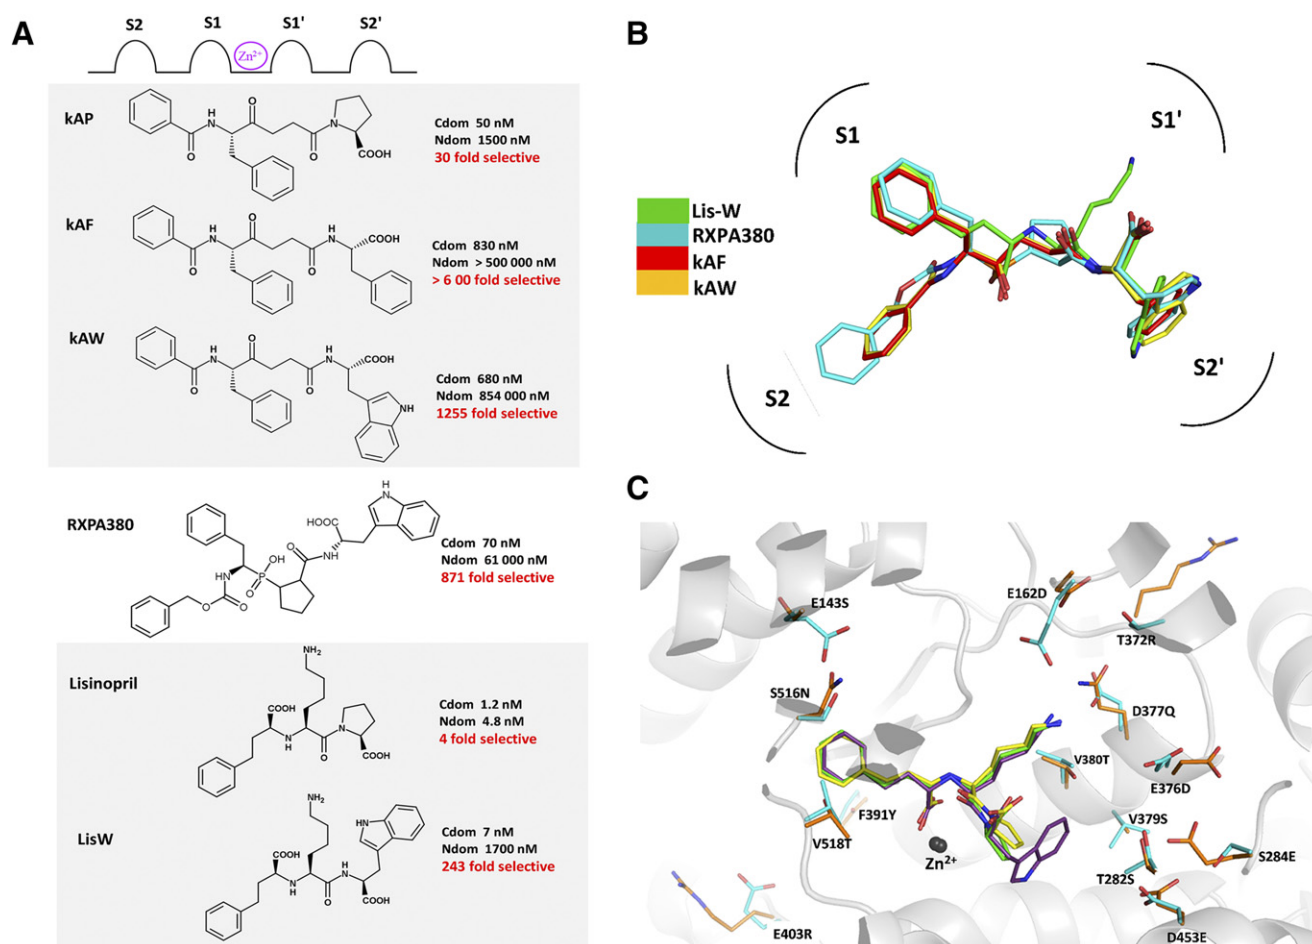 A
S2 S1 S1' S2'
Zn²⁺
kAP
Cdom 50 nM
Ndom 1500 nM
30 fold selective
H
N
O
O
O
N
COOH
kAF
Cdom 830 nM
Ndom > 500 000 nM
> 6 00 fold selective
H
N
O
O
H
N
COOH
O
kAW
Cdom 680 nM
Ndom 854 000 nM
1255 fold selective
H
N
O
O
H
N
COOH
O
NH
RXPA380
Cdom 70 nM
Ndom 61 000 nM
871 fold selective
H
N
HOOC
O
NH
OH
P
O
HN
O
O
Lisinopril
Cdom 1.2 nM
Ndom 4.8 nM
4 fold selective
NH₂
COOH
N
H
O
N
COOH
LisW
Cdom 7 nM
Ndom 1700 nM
243 fold selective
NH₂
HN
COOH
N
H
O
H
N
COOH
B
S1
S1'
S2
S2'
Lis-W
RXPA380
kAF
kAW
C
E143S
E162D
T372R
S516N
D377Q
V380T
E376D
F391Y
V518T
V379S
Zn²⁺
S284E
T282S
E403R
D453E